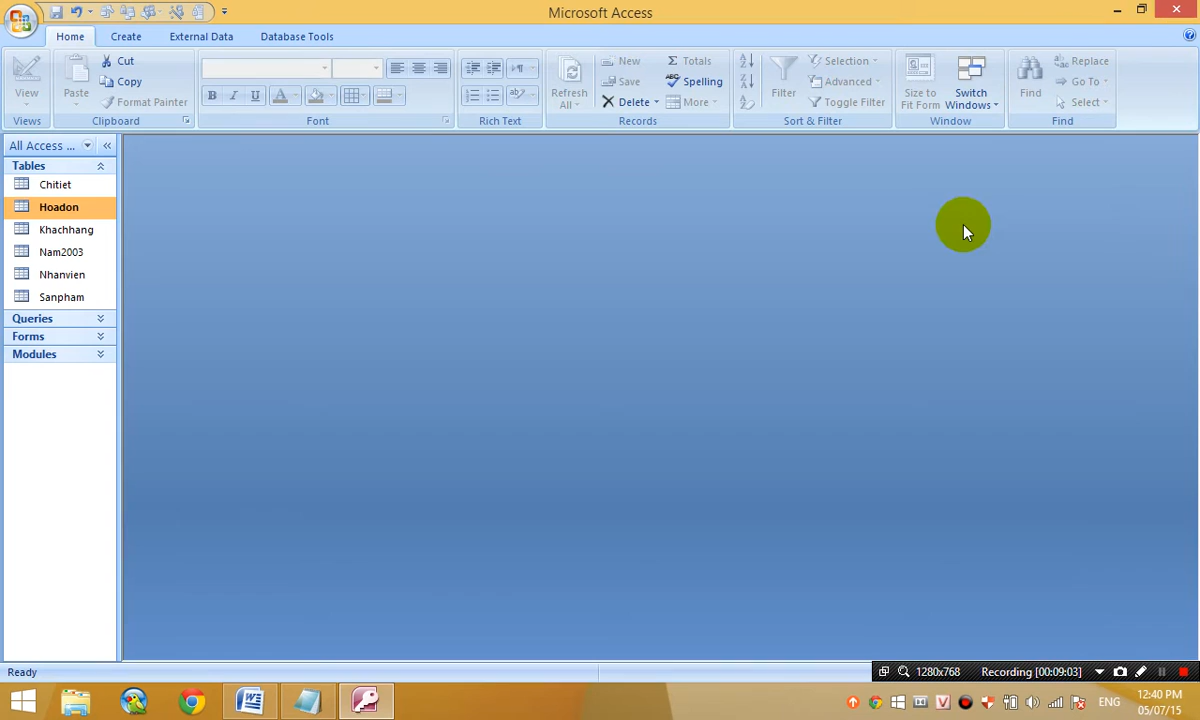 Microsoft Access
Home Create External Data Database Tools
View
Views
Paste
Cut
Copy
Format Painter
Clipboard
B I U A
Font
Rich Text
Refresh All
New
Save
Delete
Totals
Spelling
More
Records
Filter
Selection
Advanced
Toggle Filter
Sort & Filter
Size to Fit Form
Switch Windows
Window
Find
Replace
Go To
Select
Find
All Access ...
Tables
Chitiet
Hoadon
Khachhang
Nam2003
Nhanvien
Sanpham
Queries
Forms
Modules
Ready
1280x768 Recording [00:09:03]
ENG
12:40 PM
05/07/15